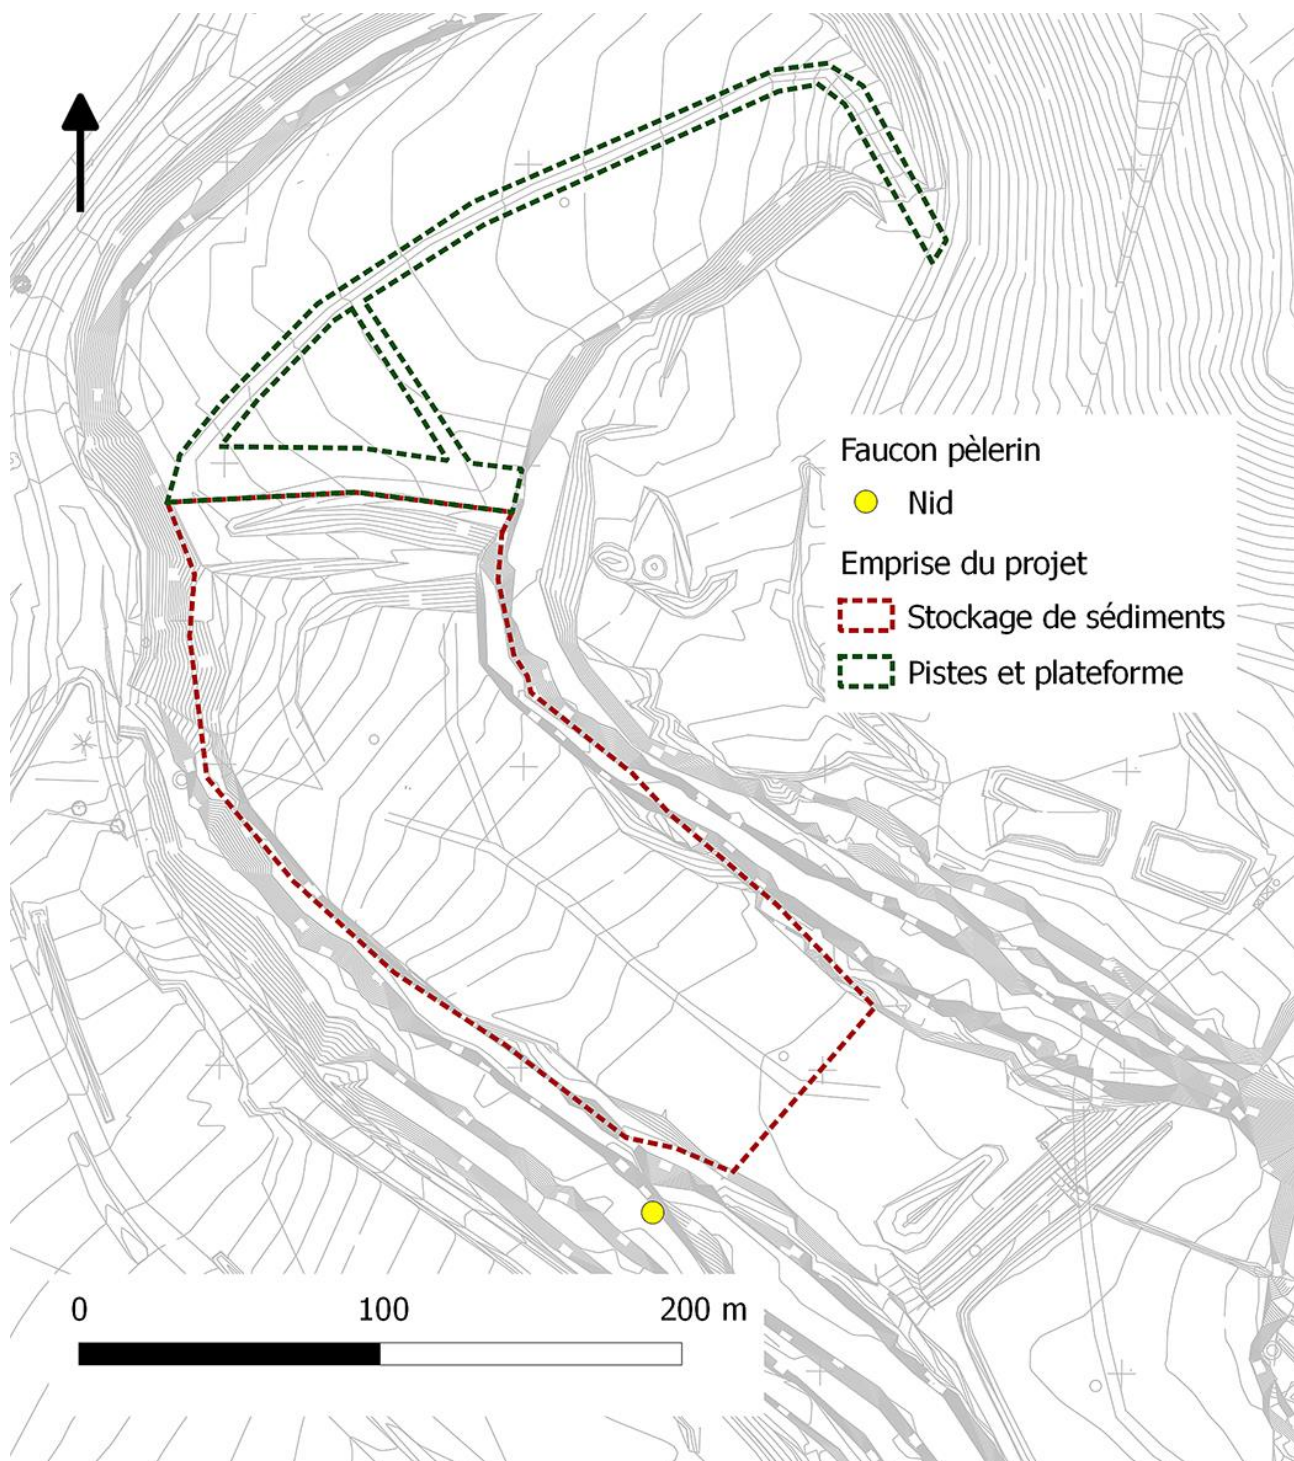 Faucon pèlerin
Nid
Emprise du projet
Stockage de sédiments
Pistes et plateforme
0 100 200 m